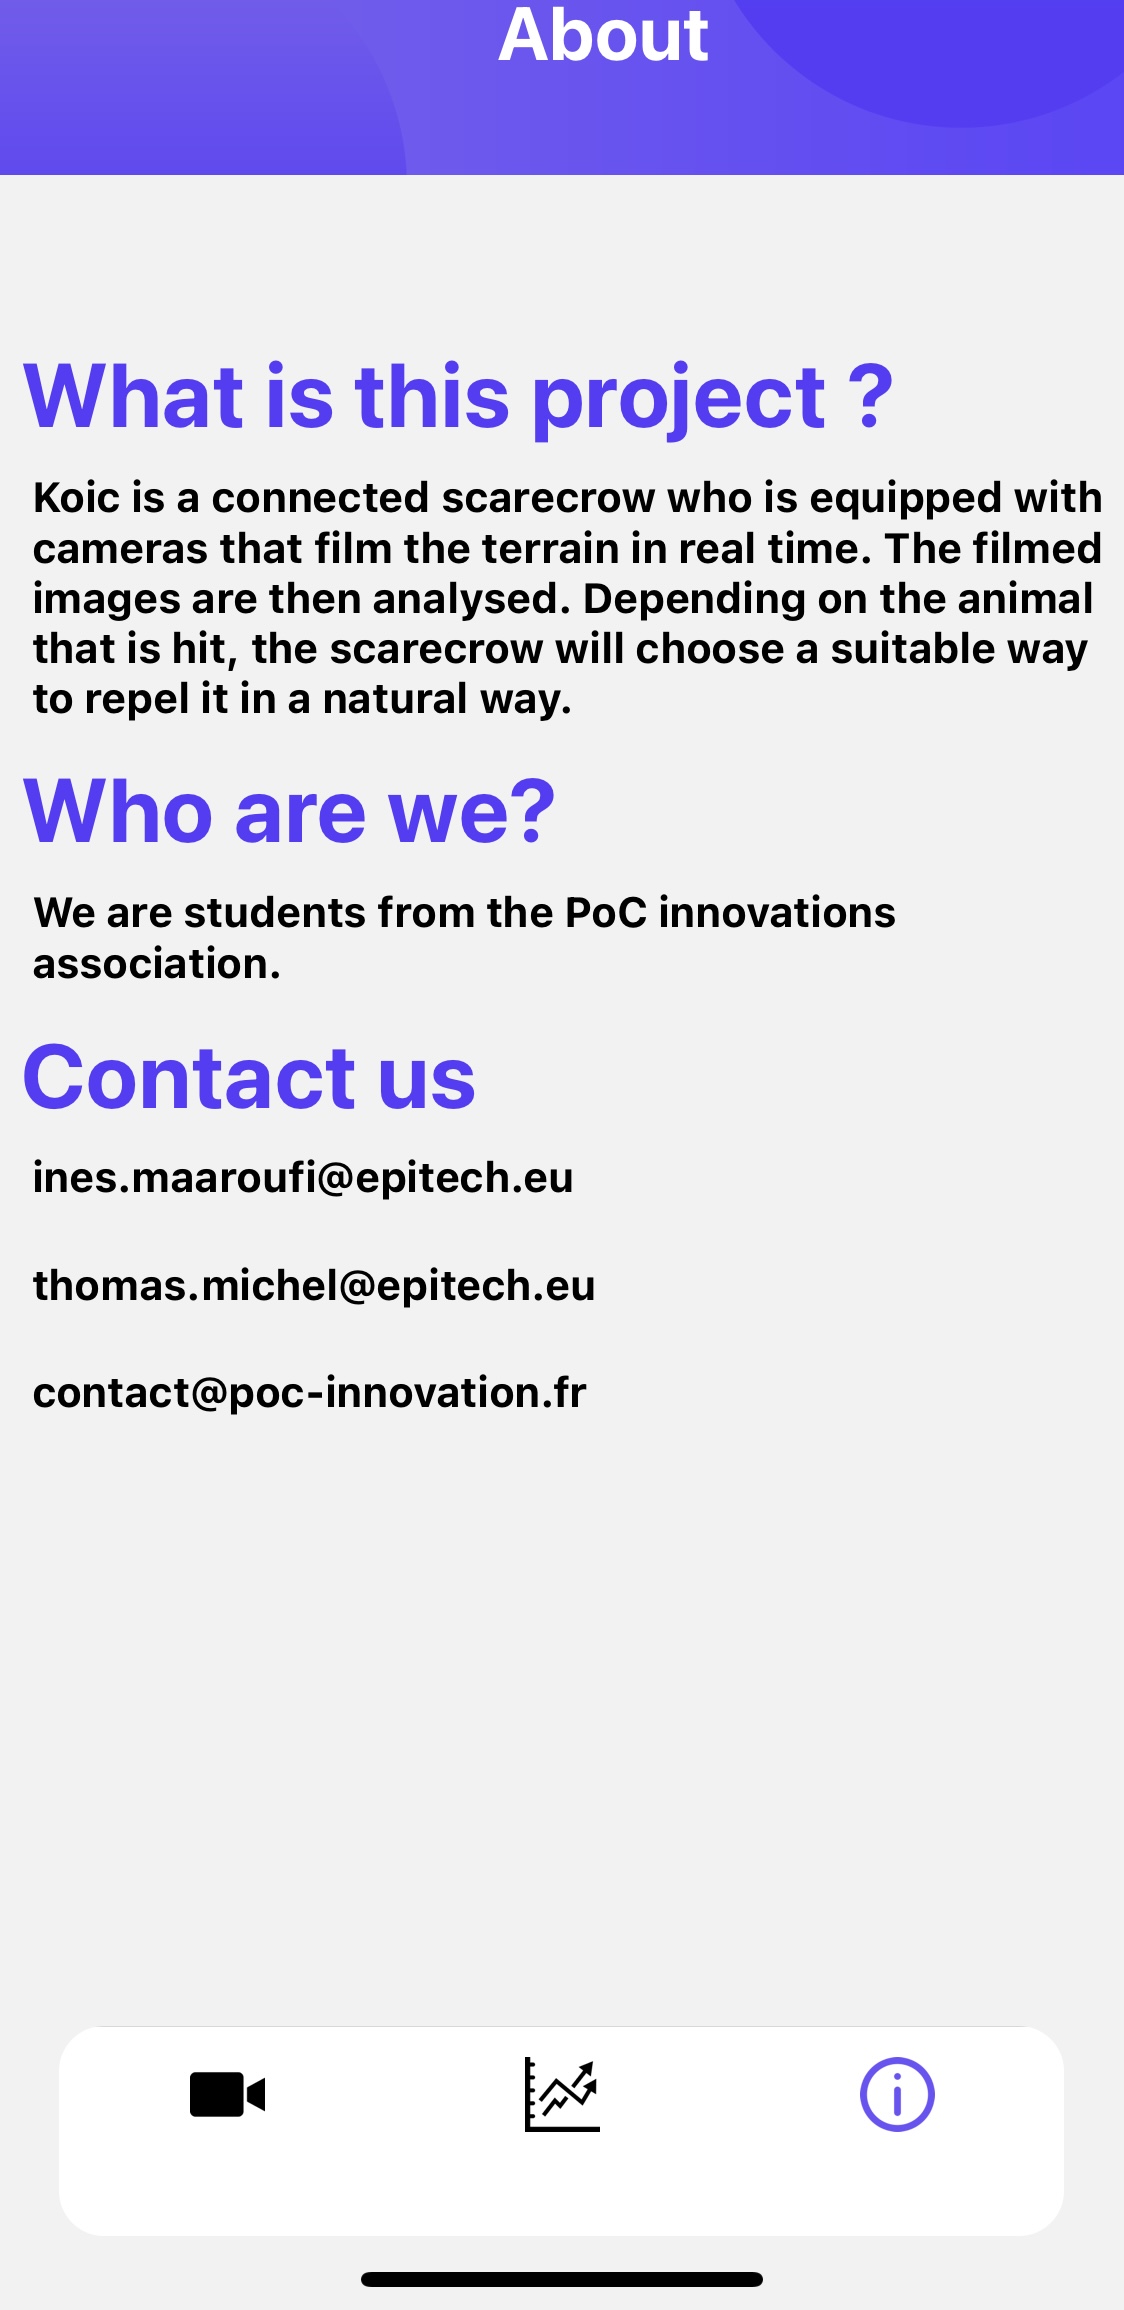 About
What is this project ?
Koic is a connected scarecrow who is equipped with
cameras that film the terrain in real time. The filmed
images are then analysed. Depending on the animal
that is hit, the scarecrow will choose a suitable way
to repel it in a natural way.
Who are we?
We are students from the PoC innovations
association.
Contact us
ines.maaroufi@epitech.eu
thomas.michel@epitech.eu
contact@poc-innovation.fr